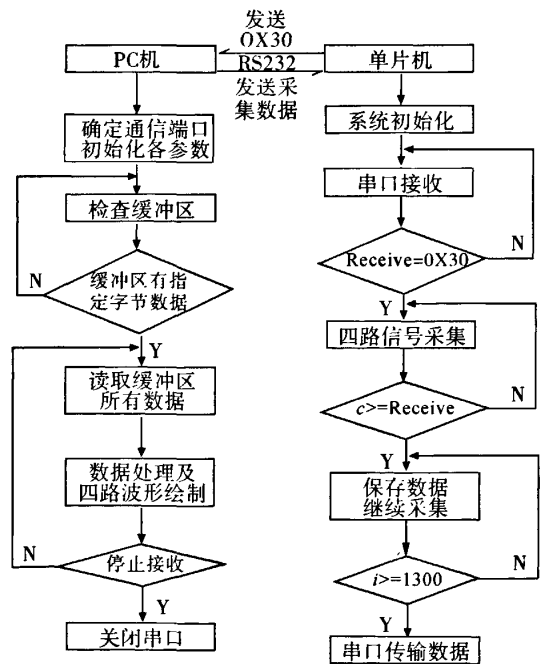 发送
OX30
PC机
RS232
单片机
发送采
集数据
确定通信端口
初始化各参数
检查缓冲区
N
缓冲区有指
定字节数据
Y
读取缓冲区
所有数据
数据处理及
四路波形绘制
N
停止接收
Y
关闭串口
系统初始化
串口接收
N
Receive=0X30
Y
四路信号采集
N
c>=Receive
Y
保存数据
继续采集
N
i>=1300
Y
串口传输数据